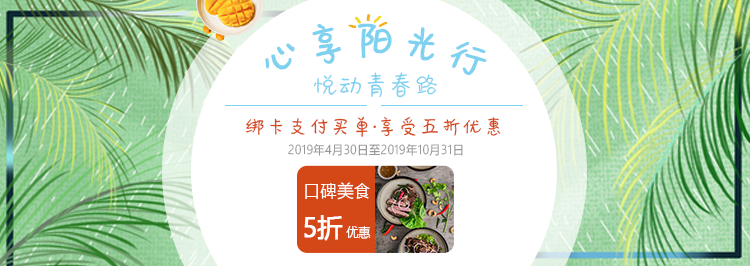 心享阳光行
悦动青春路
绑卡支付买单·享受五折优惠
2019年4月30日至2019年10月31日
口碑美食
5折 优惠